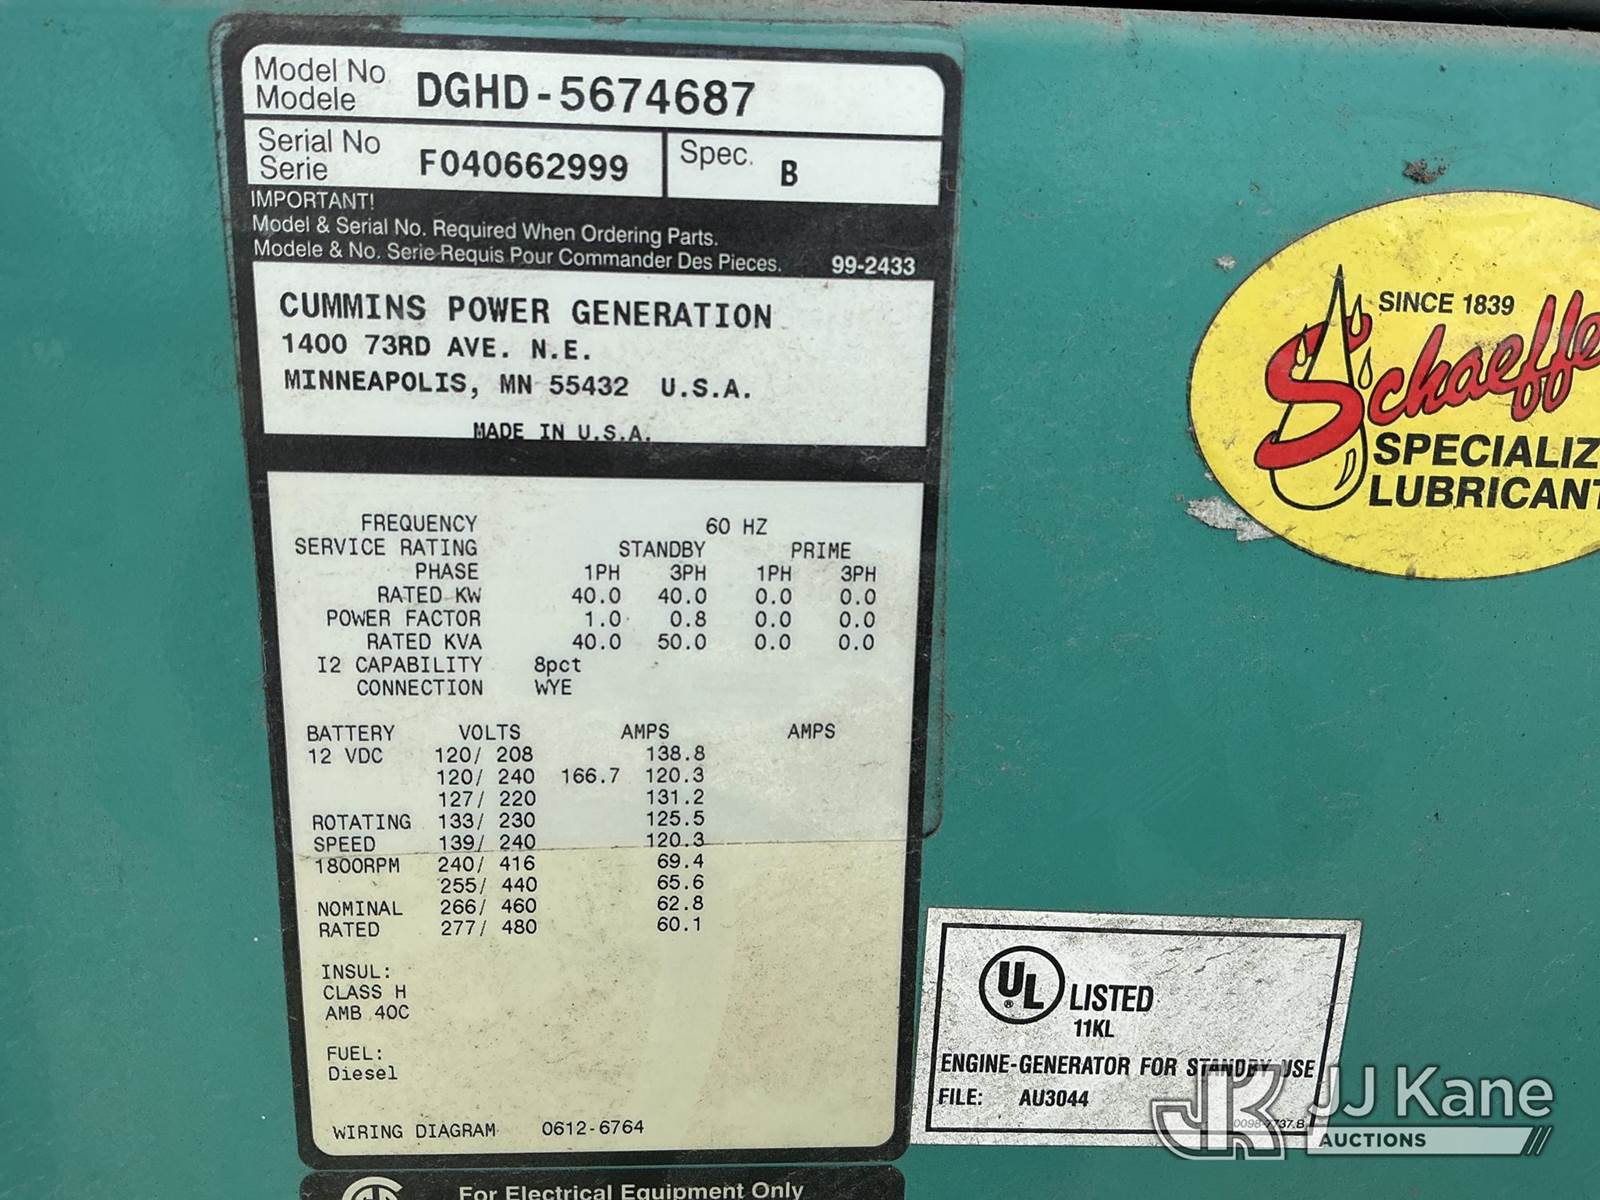 Model No.
Modele
DGHD-5674687
Serial No
Serie
F040662999
Spec. B
IMPORTANT!
Model & Serial No. Required When Ordering Parts.
Modele & No. Serie Requis Pour Commander Des Pieces. 99-2433
CUMMINS POWER GENERATION
1400 73RD AVE. N.E.
MINNEAPOLIS, MN 55432 U.S.A.
MADE IN U.S.A.
FREQUENCY 60 HZ
SERVICE RATING STANDBY PRIME
PHASE 1PH 3PH 1PH 3PH
RATED KW 40.0 40.0 0.0 0.0
POWER FACTOR 1.0 0.8 0.0 0.0
RATED KVA 40.0 50.0 0.0 0.0
I2 CAPABILITY 8pct
CONNECTION WYE
BATTERY VOLTS AMPS AMPS
12 VDC 120/ 208 138.8
120/ 240 166.7 120.3
127/ 220 131.2
ROTATING 133/ 230 125.5
SPEED 139/ 240 120.3
1800RPM 240/ 416 69.4
255/ 440 65.6
NOMINAL 266/ 460 62.8
RATED 277/ 480 60.1
INSUL:
CLASS H
AMB 40C
FUEL:
Diesel
WIRING DIAGRAM 0612-6764
For Electrical Equipment Only
SINCE 1839
Schaeffe
SPECIALIZ
LUBRICANT
UL LISTED
11KL
ENGINE-GENERATOR FOR STANDBY USE
FILE: AU3044
JJ Kane
AUCTIONS